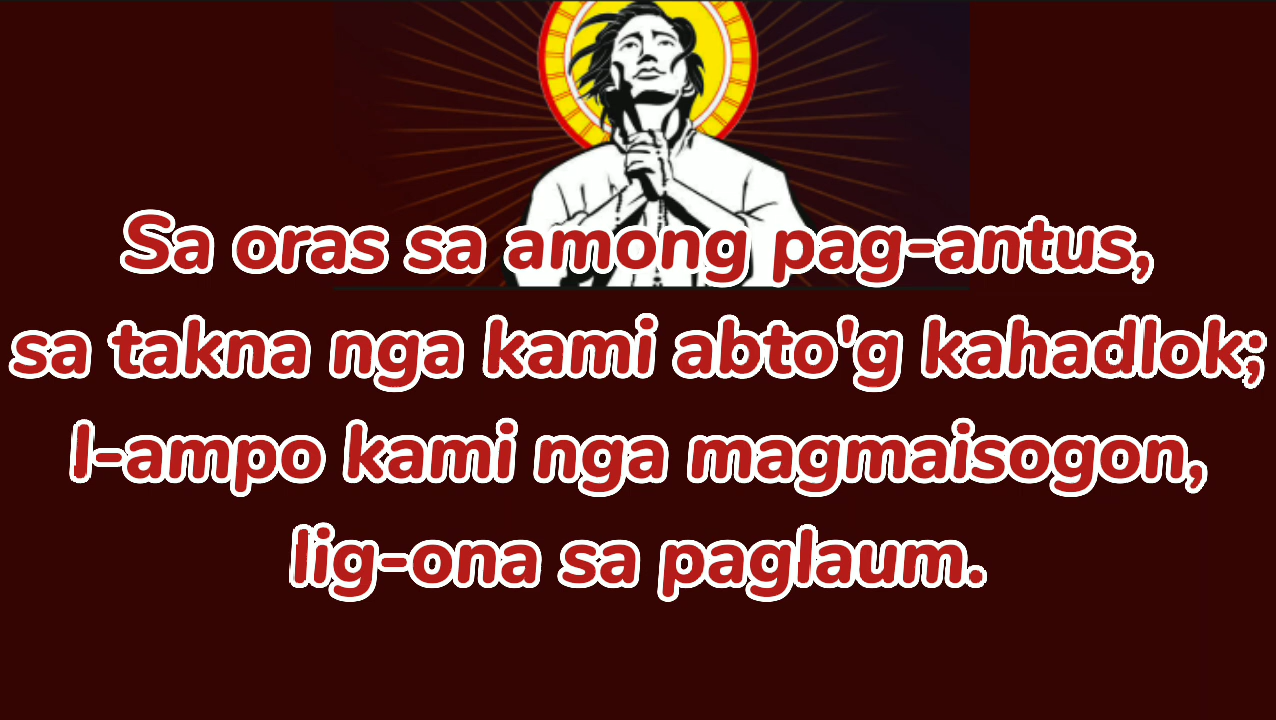 Sa oras sa among pag-antus,
sa takna nga kami abto'g kahadlok;
I-ampo kami nga magmaisogon,
lig-ona sa paglaum.